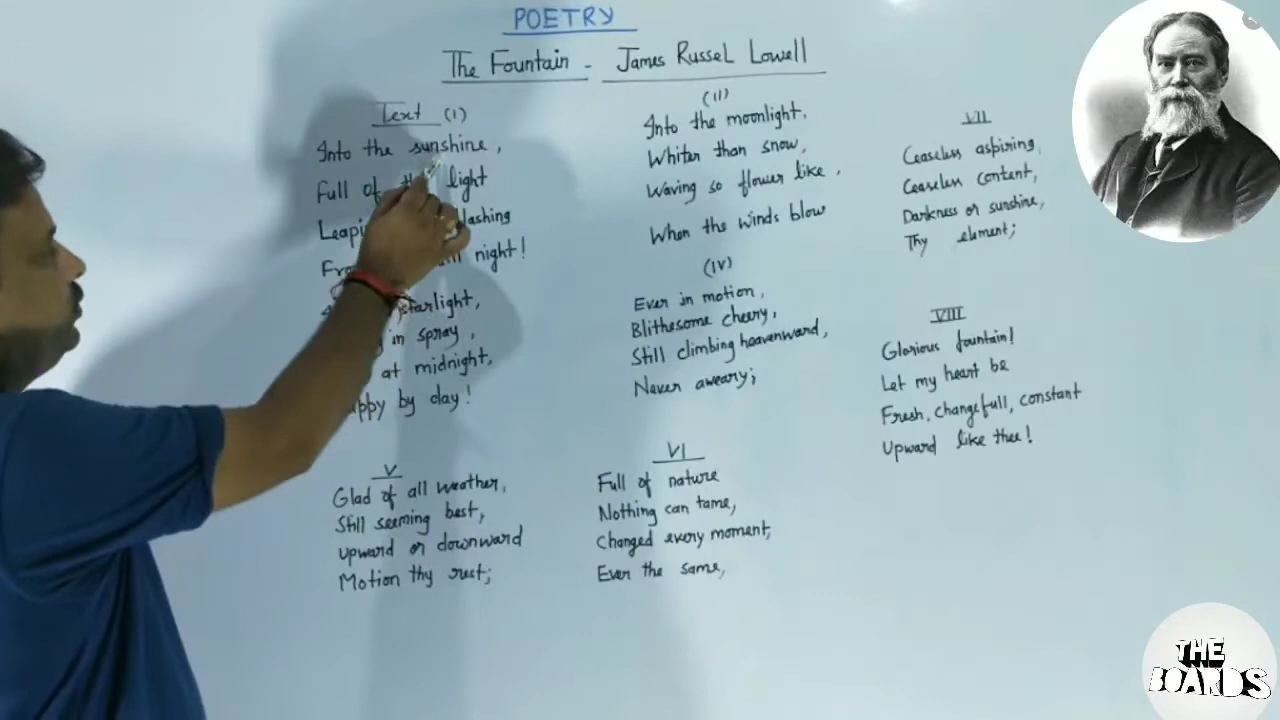 POETRY
The Fountain - James Russel Lowell
Text (I)
Into the sunshine,
Full of the light
Leapi lashing
Fro night!
(II)
Into the moonlight,
Whiter than snow,
Waving so flower like,
When the winds blow
starlight,
in spray,
at midnight,
appy by day!
(IV)
Ever in motion,
Blithesome cheery,
Still climbing heavenward,
Never aweary;
V
Glad of all weather,
Still seeming best,
upward or downward
Motion thy rest;
VI
Full of nature
Nothing can tame,
Changed every moment,
Ever the same,
VII
Ceaseless aspiring,
Ceaseless content,
Darkness or sunshine,
Thy element;
VIII
Glorious fountain!
Let my heart be
Fresh, changefull, constant
Upward like thee!
THE
BOARDS